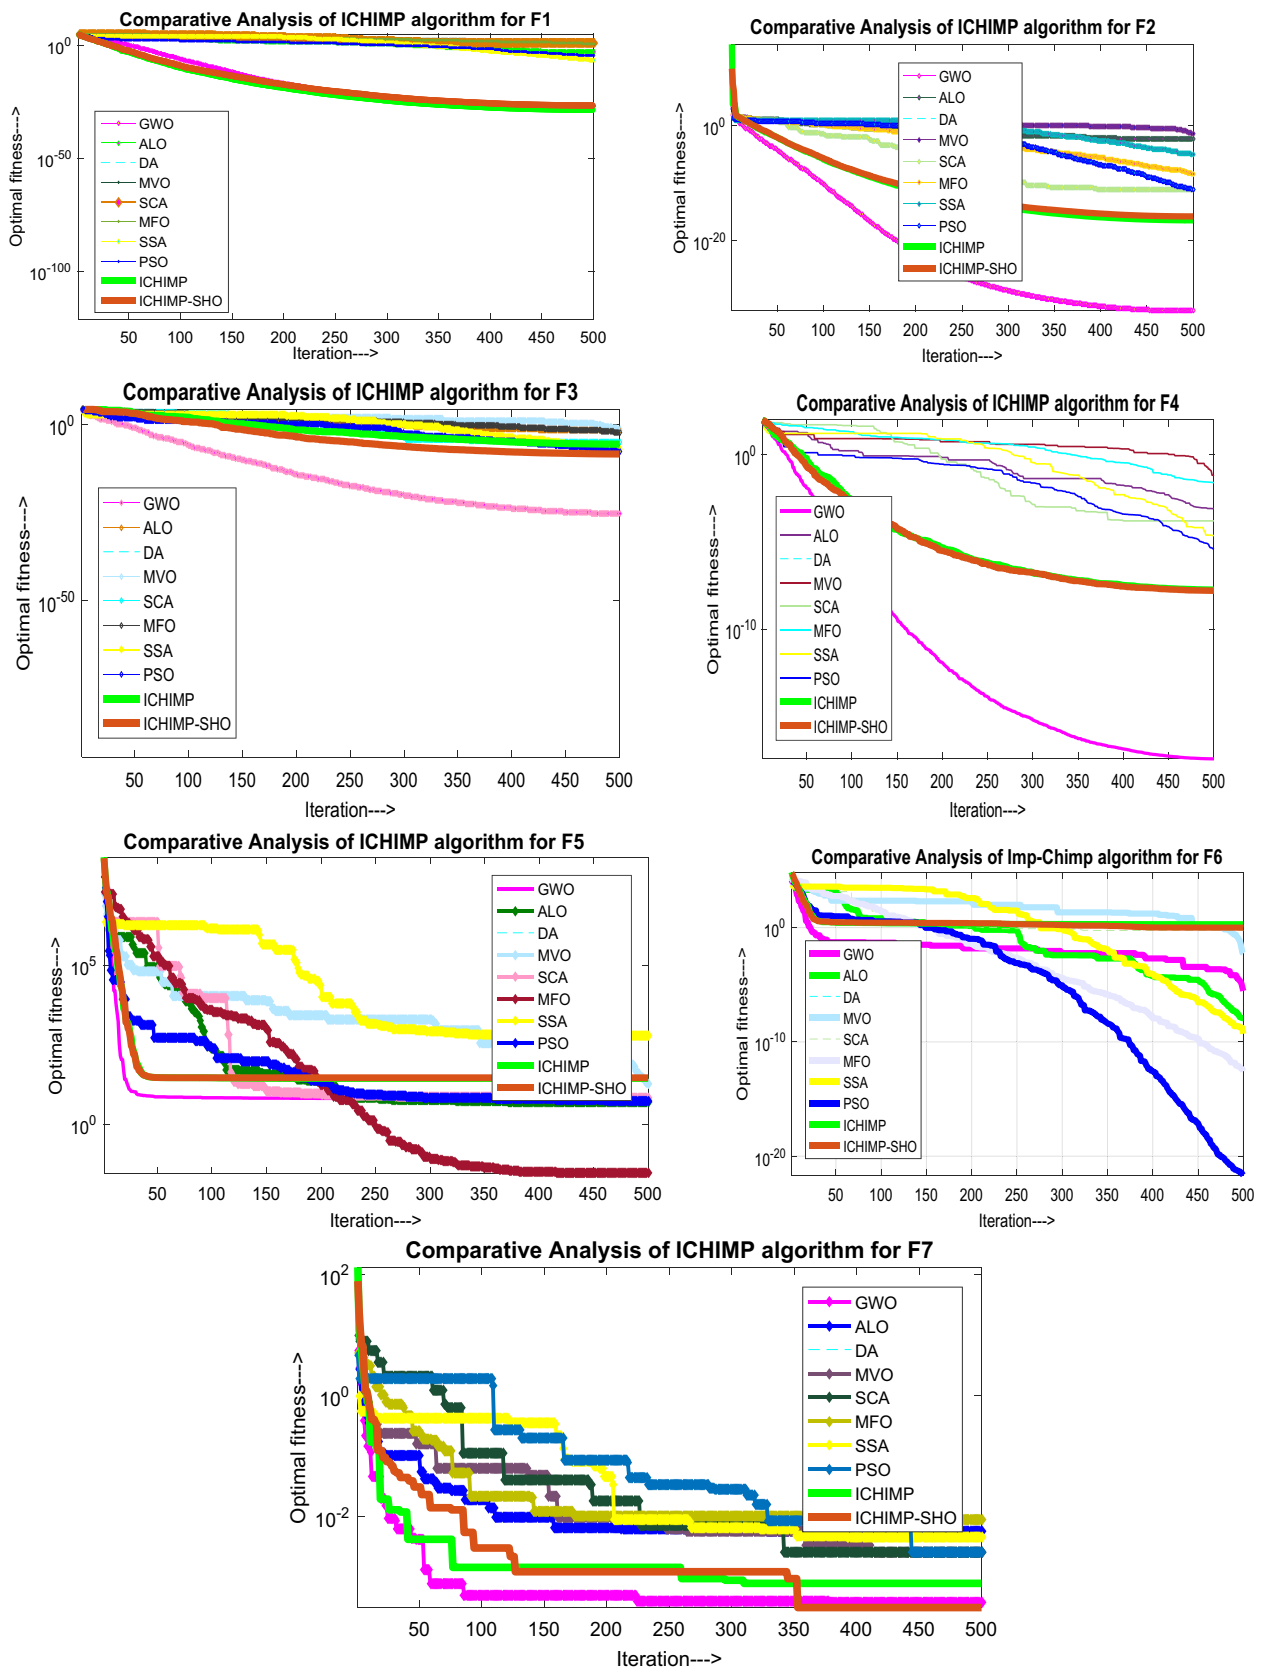 Comparative Analysis of ICHIMP algorithm for F1
Optimal fitness--->
10^0
10^-50
10^-100
GWO
ALO
DA
MVO
SCA
MFO
SSA
PSO
ICHIMP
ICHIMP-SHO
50 100 150 200 250 300 350 400 450 500
Iteration--->
Comparative Analysis of ICHIMP algorithm for F2
Optimal fitness--->
10^0
10^-20
GWO
ALO
DA
MVO
SCA
MFO
SSA
PSO
ICHIMP
ICHIMP-SHO
50 100 150 200 250 300 350 400 450 500
Iteration--->
Comparative Analysis of ICHIMP algorithm for F3
Optimal fitness--->
10^0
10^-50
GWO
ALO
DA
MVO
SCA
MFO
SSA
PSO
ICHIMP
ICHIMP-SHO
50 100 150 200 250 300 350 400 450 500
Iteration--->
Comparative Analysis of ICHIMP algorithm for F4
Optimal fitness--->
10^0
10^-10
GWO
ALO
DA
MVO
SCA
MFO
SSA
PSO
ICHIMP
ICHIMP-SHO
50 100 150 200 250 300 350 400 450 500
Iteration--->
Comparative Analysis of ICHIMP algorithm for F5
Optimal fitness--->
10^5
10^0
GWO
ALO
DA
MVO
SCA
MFO
SSA
PSO
ICHIMP
ICHIMP-SHO
50 100 150 200 250 300 350 400 450 500
Iteration--->
Comparative Analysis of Imp-Chimp algorithm for F6
Optimal fitness--->
10^0
10^-10
10^-20
GWO
ALO
DA
MVO
SCA
MFO
SSA
PSO
ICHIMP
ICHIMP-SHO
50 100 150 200 250 300 350 400 450 500
Iteration--->
Comparative Analysis of ICHIMP algorithm for F7
Optimal fitness--->
10^2
10^0
10^-2
GWO
ALO
DA
MVO
SCA
MFO
SSA
PSO
ICHIMP
ICHIMP-SHO
50 100 150 200 250 300 350 400 450 500
Iteration--->